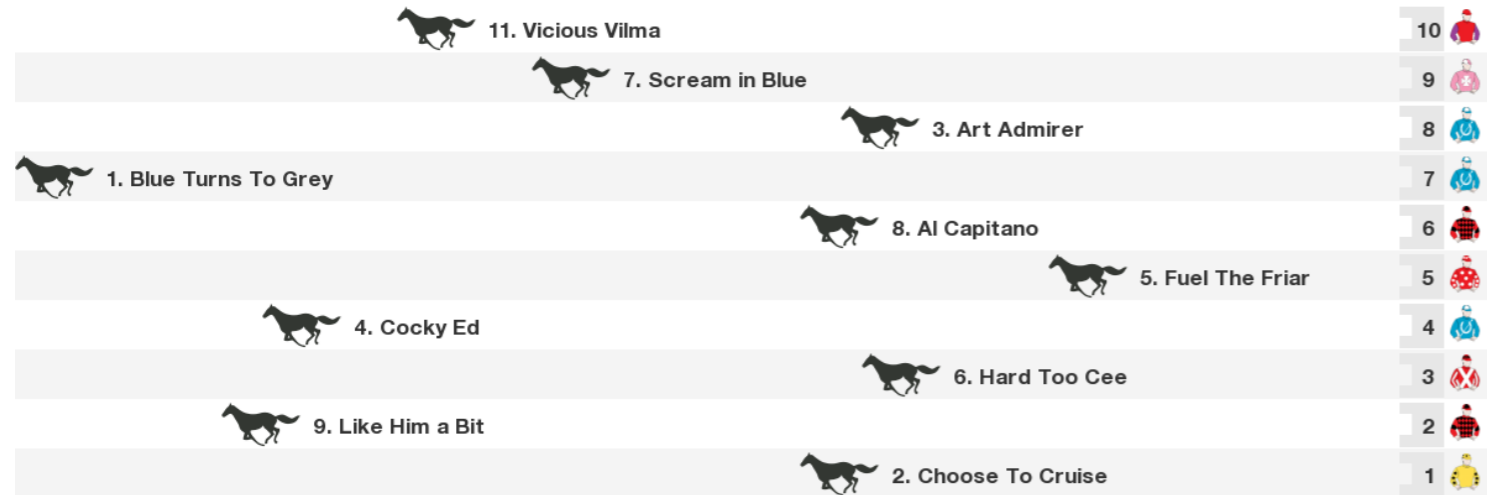 11. Vicious Vilma 10
7. Scream in Blue 9
3. Art Admirer 8
1. Blue Turns To Grey 7
8. Al Capitano 6
5. Fuel The Friar 5
4. Cocky Ed 4
6. Hard Too Cee 3
9. Like Him a Bit 2
2. Choose To Cruise 1